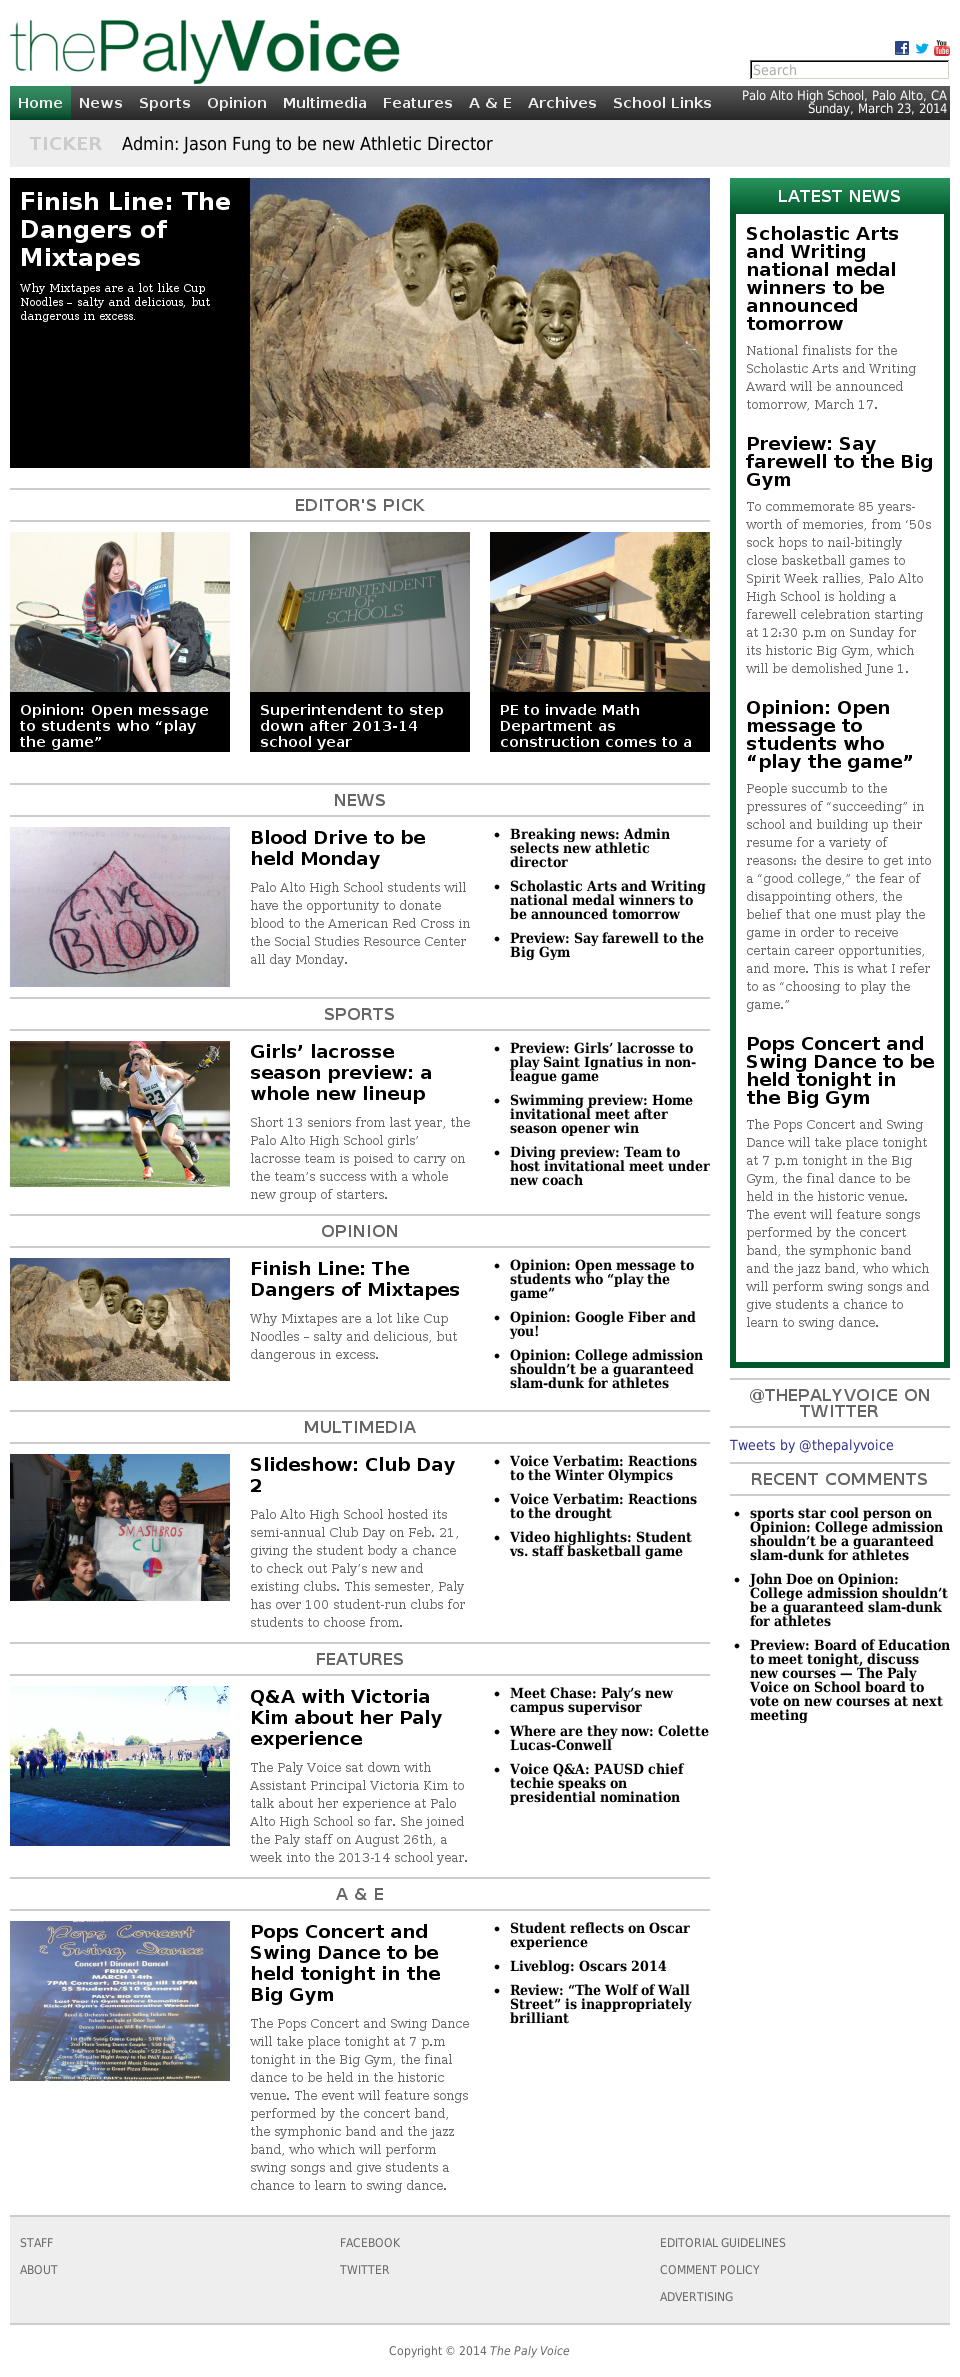 thePalyVoice
Search
Home News Sports Opinion Multimedia Features A & E Archives School Links
Palo Alto High School, Palo Alto, CA
Sunday, March 23, 2014
TICKER Admin: Jason Fung to be new Athletic Director
Finish Line: The
Dangers of
Mixtapes
Why Mixtapes are a lot like Cup
Noodles – salty and delicious, but
dangerous in excess.
EDITOR'S PICK
SUPERINTENDENT
OF
SCHOOLS
Opinion: Open message
to students who “play
the game”
Superintendent to step
down after 2013-14
school year
PE to invade Math
Department as
construction comes to a
NEWS
GIVE
BLOOD
Blood Drive to be
held Monday
Palo Alto High School students will
have the opportunity to donate
blood to the American Red Cross in
the Social Studies Resource Center
all day Monday.
• Breaking news: Admin
selects new athletic
director
• Scholastic Arts and Writing
national medal winners to
be announced tomorrow
• Preview: Say farewell to the
Big Gym
SPORTS
23
Girls’ lacrosse
season preview: a
whole new lineup
Short 13 seniors from last year, the
Palo Alto High School girls’
lacrosse team is poised to carry on
the team’s success with a whole
new group of starters.
• Preview: Girls’ lacrosse to
play Saint Ignatius in non-
league game
• Swimming preview: Home
invitational meet after
season opener win
• Diving preview: Team to
host invitational meet under
new coach
OPINION
Finish Line: The
Dangers of Mixtapes
Why Mixtapes are a lot like Cup
Noodles – salty and delicious, but
dangerous in excess.
• Opinion: Open message to
students who “play the
game”
• Opinion: Google Fiber and
you!
• Opinion: College admission
shouldn’t be a guaranteed
slam-dunk for athletes
MULTIMEDIA
SMASH BROS
CU
Slideshow: Club Day
2
Palo Alto High School hosted its
semi-annual Club Day on Feb. 21,
giving the student body a chance
to check out Paly’s new and
existing clubs. This semester, Paly
has over 100 student-run clubs for
students to choose from.
• Voice Verbatim: Reactions
to the Winter Olympics
• Voice Verbatim: Reactions
to the drought
• Video highlights: Student
vs. staff basketball game
FEATURES
Q&A with Victoria
Kim about her Paly
experience
The Paly Voice sat down with
Assistant Principal Victoria Kim to
talk about her experience at Palo
Alto High School so far. She joined
the Paly staff on August 26th, a
week into the 2013-14 school year.
• Meet Chase: Paly’s new
campus supervisor
• Where are they now: Colette
Lucas-Conwell
• Voice Q&A: PAUSD chief
techie speaks on
presidential nomination
A & E
Pops Concert
& Swing Dance
Concert! Dinner! Dance!
FRIDAY
MARCH 14th
7PM Concert, Dancing till 10PM
5$ Students/$10 General
PALY's BIG GYM
Last Year in Gym Before Demolition
Kick-off Gym's Commemorative Weekend
Pops Concert and
Swing Dance to be
held tonight in the
Big Gym
The Pops Concert and Swing Dance
will take place tonight at 7 p.m
tonight in the Big Gym, the final
dance to be held in the historic
venue. The event will feature songs
performed by the concert band,
the symphonic band and the jazz
band, who which will perform
swing songs and give students a
chance to learn to swing dance.
• Student reflects on Oscar
experience
• Liveblog: Oscars 2014
• Review: “The Wolf of Wall
Street” is inappropriately
brilliant
LATEST NEWS
Scholastic Arts
and Writing
national medal
winners to be
announced
tomorrow
National finalists for the
Scholastic Arts and Writing
Award will be announced
tomorrow, March 17.
Preview: Say
farewell to the Big
Gym
To commemorate 85 years-
worth of memories, from ‘50s
sock hops to nail-bitingly
close basketball games to
Spirit Week rallies, Palo Alto
High School is holding a
farewell celebration starting
at 12:30 p.m on Sunday for
its historic Big Gym, which
will be demolished June 1.
Opinion: Open
message to
students who
“play the game”
People succumb to the
pressures of “succeeding” in
school and building up their
resume for a variety of
reasons: the desire to get into
a “good college,” the fear of
disappointing others, the
belief that one must play the
game in order to receive
certain career opportunities,
and more. This is what I refer
to as “choosing to play the
game.”
Pops Concert and
Swing Dance to be
held tonight in
the Big Gym
The Pops Concert and Swing
Dance will take place tonight
at 7 p.m tonight in the Big
Gym, the final dance to be
held in the historic venue.
The event will feature songs
performed by the concert
band, the symphonic band
and the jazz band, who which
will perform swing songs and
give students a chance to
learn to swing dance.
@THEPALYVOICE ON
TWITTER
Tweets by @thepalyvoice
RECENT COMMENTS
• sports star cool person on
Opinion: College admission
shouldn’t be a guaranteed
slam-dunk for athletes
• John Doe on Opinion:
College admission shouldn’t
be a guaranteed slam-dunk
for athletes
• Preview: Board of Education
to meet tonight, discuss
new courses — The Paly
Voice on School board to
vote on new courses at next
meeting
STAFF FACEBOOK EDITORIAL GUIDELINES
ABOUT TWITTER COMMENT POLICY
ADVERTISING
Copyright © 2014 The Paly Voice